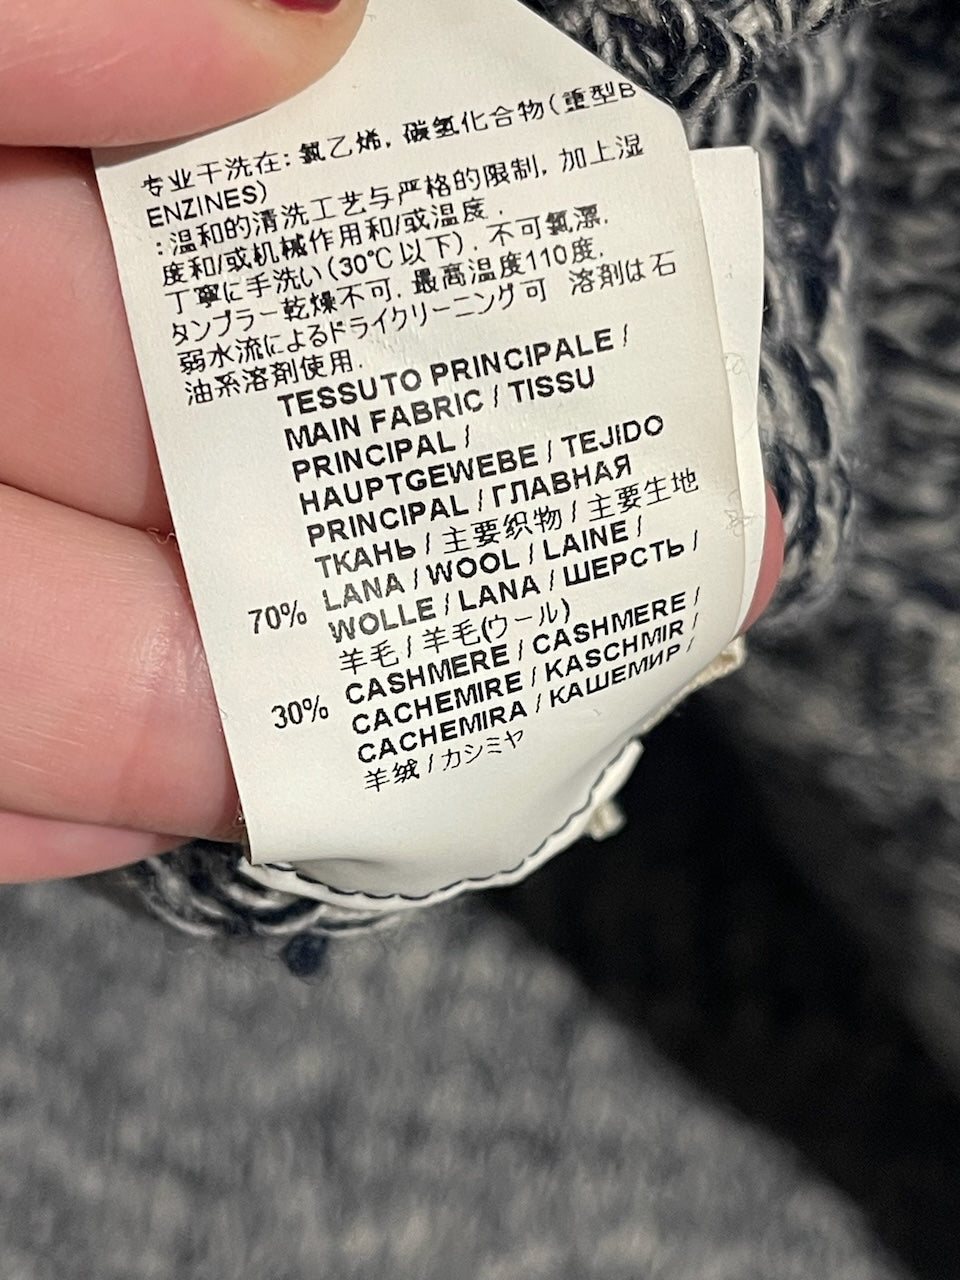 专业干洗在: 氯乙烯, 碳氢化合物(重型B
ENZINES)
:温和的清洗工艺与严格的限制, 加上湿
度和/或机械作用和/或温度.
丁寧に手洗い(30℃以下). 不可氯漂.
タンブラー乾燥不可. 最高温度110度.
弱水流によるドライクリーニング可 溶剤は石
油系溶剤使用.
TESSUTO PRINCIPALE /
MAIN FABRIC / TISSU
PRINCIPAL /
HAUPTGEWEBE / TEJIDO
PRINCIPAL / ГЛАВНАЯ
ТКАНЬ / 主要织物 / 主要生地
70% LANA / WOOL / LAINE /
WOLLE / LANA / ШЕРСТЬ /
羊毛 / 羊毛(ウール)
30% CASHMERE / CASHMERE /
CACHEMIRE / KASCHMIR /
CACHEMIRA / КАШЕМИР /
羊绒 / カシミヤ